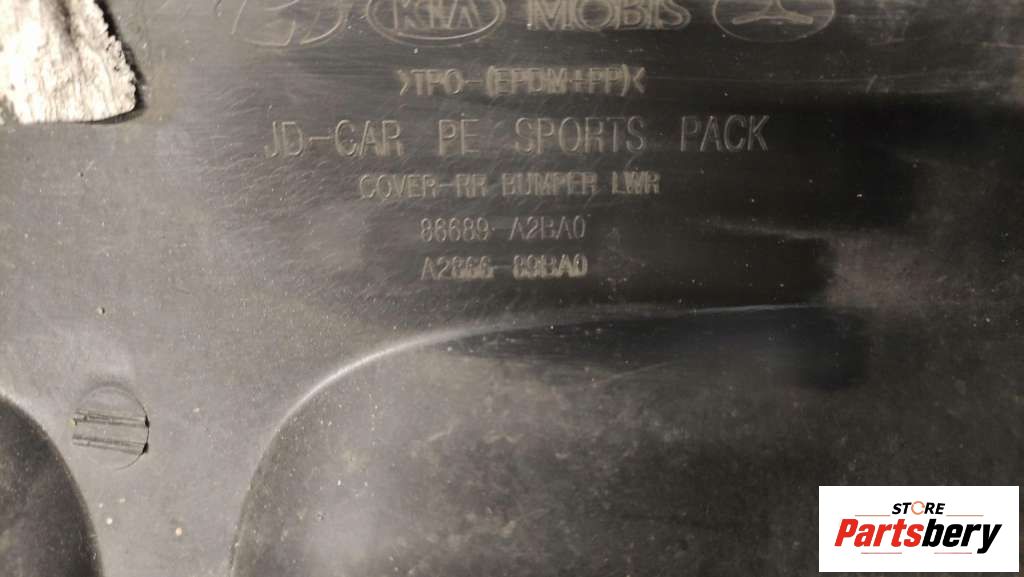 KIA MOBIS
>TPO-(EPDM+PP)<
JD-CAR PE SPORTS PACK
COVER-RR BUMPER LWR
86689-A2BA0
A2866-89BA0
STORE
Partsbery